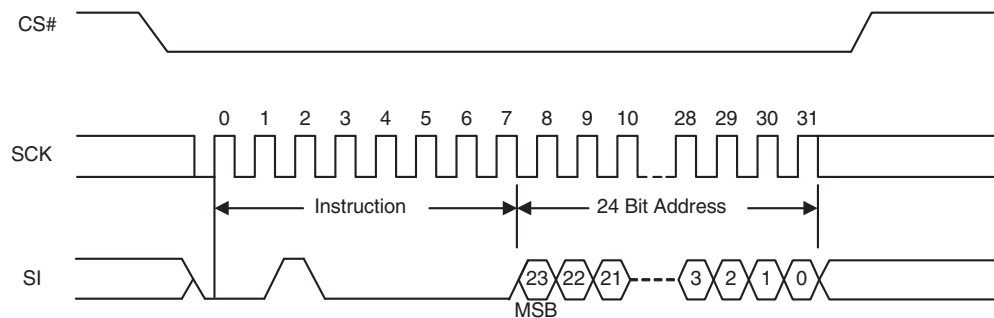 CS#
0 1 2 3 4 5 6 7 8 9 10 28 29 30 31
SCK
Instruction 24 Bit Address
SI 23 22 21 3 2 1 0
MSB